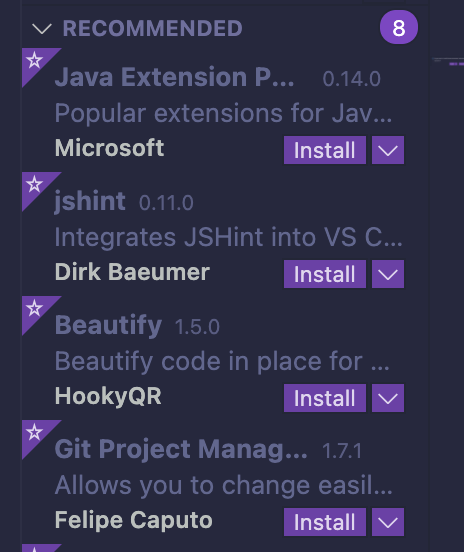 RECOMMENDED 8
Java Extension P... 0.14.0
Popular extensions for Jav...
Microsoft Install
jshint 0.11.0
Integrates JSHint into VS C...
Dirk Baeumer Install
Beautify 1.5.0
Beautify code in place for ...
HookyQR Install
Git Project Manag... 1.7.1
Allows you to change easil...
Felipe Caputo Install